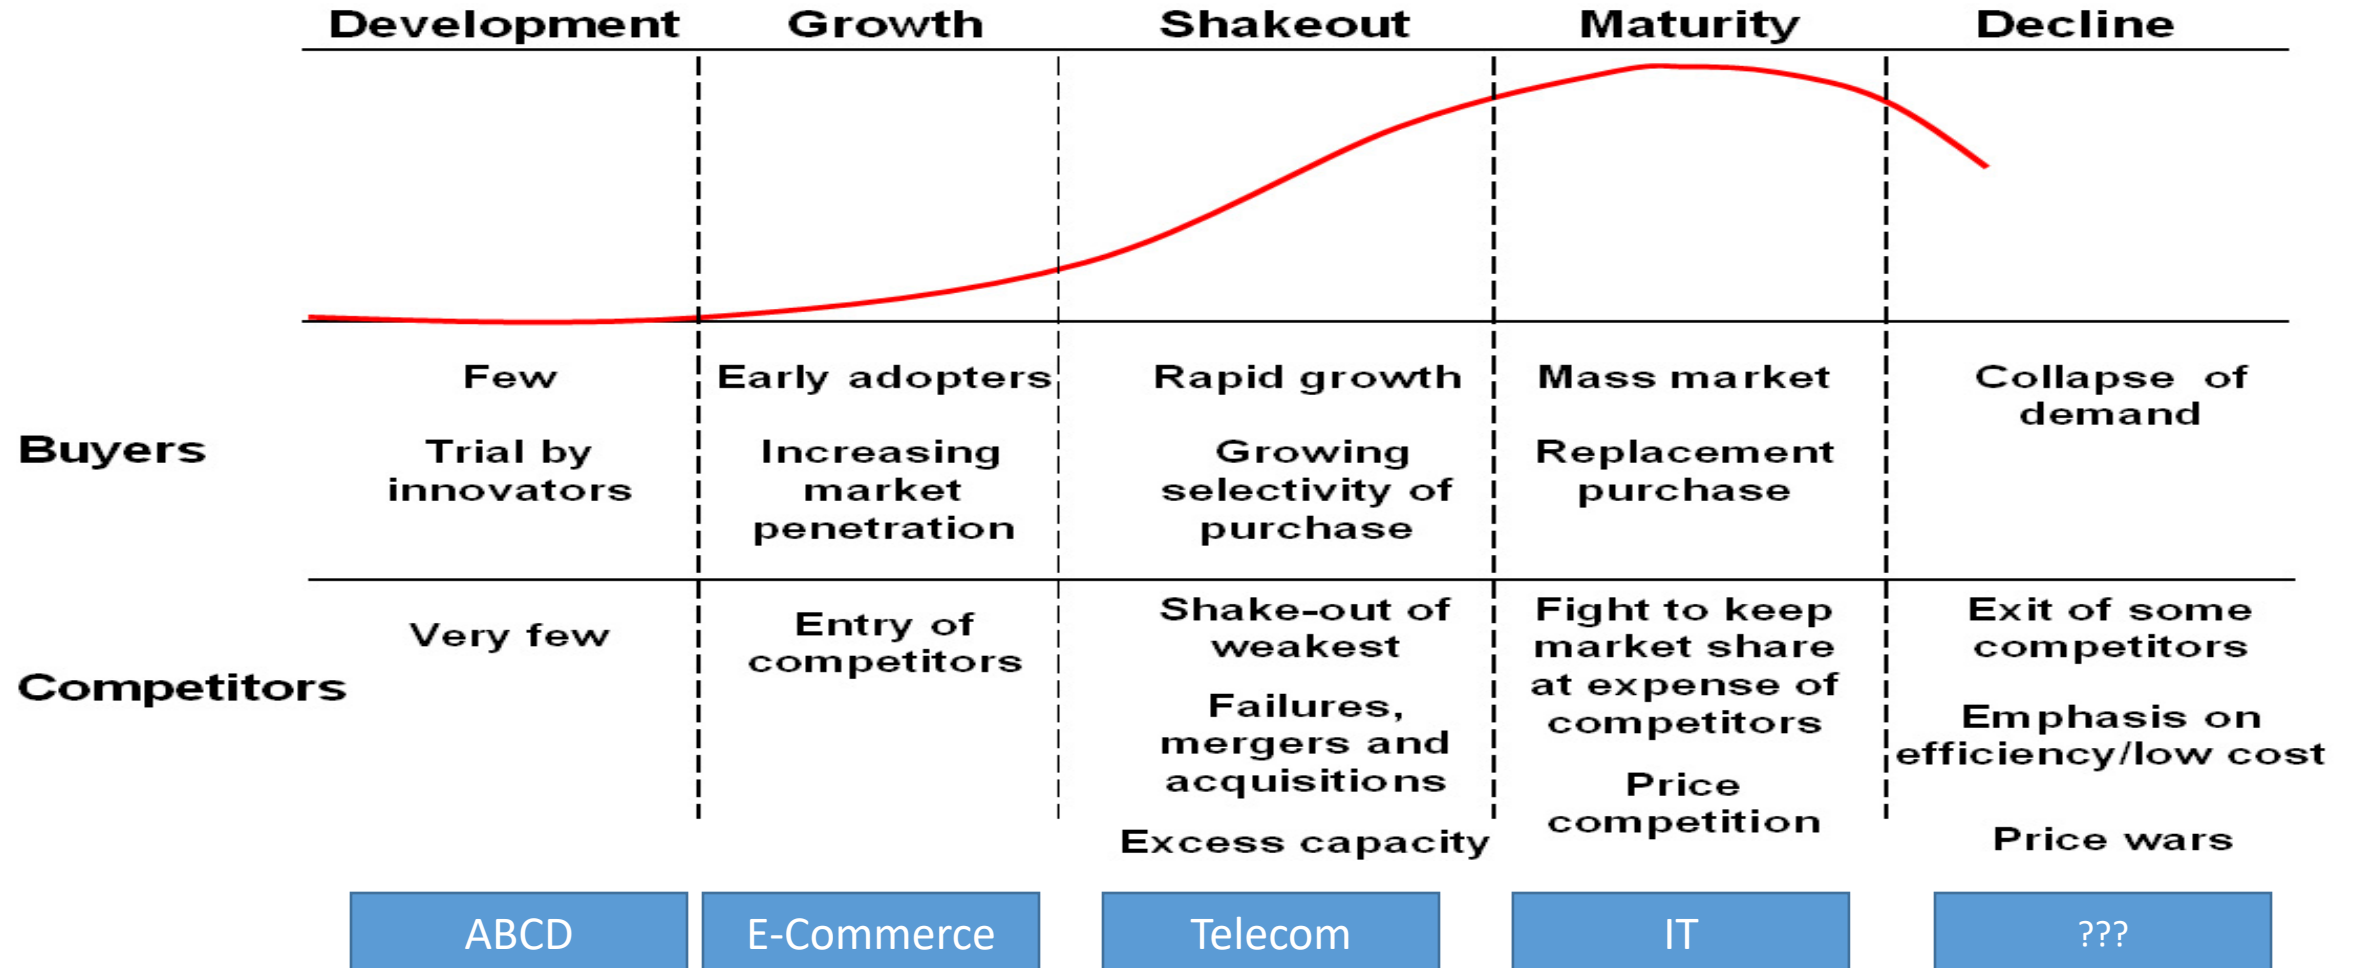 Development Growth Shakeout Maturity Decline
Buyers
Few
Trial by
innovators
Early adopters
Increasing
market
penetration
Rapid growth
Growing
selectivity of
purchase
Mass market
Replacement
purchase
Collapse of
demand
Competitors
Very few
Entry of
competitors
Shake-out of
weakest
Failures,
mergers and
acquisitions
Excess capacity
Fight to keep
market share
at expense of
competitors
Price
competition
Exit of some
competitors
Emphasis on
efficiency/low cost
Price wars
ABCD
E-Commerce
Telecom
IT
???